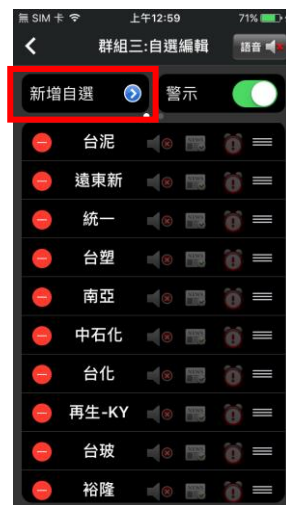 無 SIM 卡 上午12:59 71%
群組三:自選編輯 語音
新增自選 警示
台泥
遠東新
統一
台塑
南亞
中石化
台化
再生-KY
台玻
裕隆